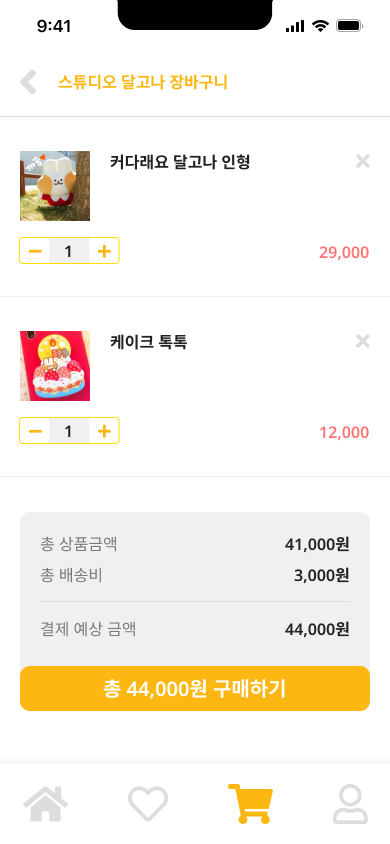 9:41
스튜디오 달고나 장바구니
커다래요 달고나 인형
1
29,000
케이크 톡톡
1
12,000
총 상품금액 41,000원
총 배송비 3,000원
결제 예상 금액 44,000원
총 44,000원 구매하기